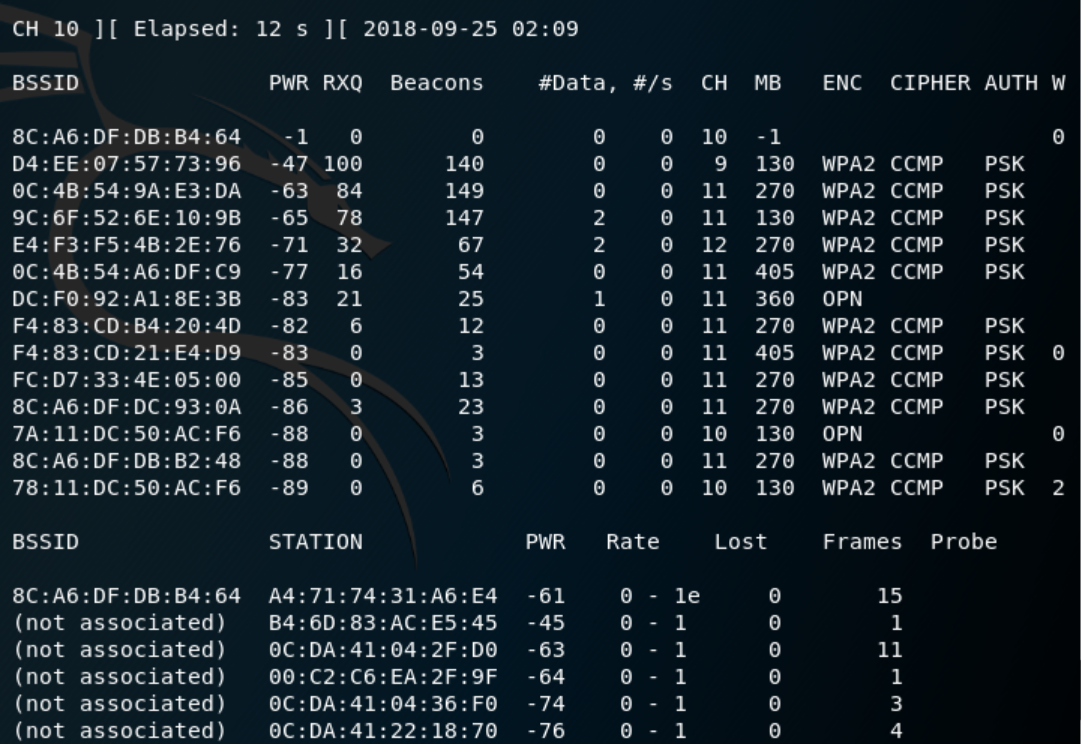 CH 10 ][ Elapsed: 12 s ][ 2018-09-25 02:09
BSSID PWR RXQ Beacons #Data, #/s CH MB ENC CIPHER AUTH W
8C:A6:DF:DB:B4:64 -1 0 0 0 0 10 -1 0
D4:EE:07:57:73:96 -47 100 140 0 0 9 130 WPA2 CCMP PSK
0C:4B:54:9A:E3:DA -63 84 149 0 0 11 270 WPA2 CCMP PSK
9C:6F:52:6E:10:9B -65 78 147 2 0 11 130 WPA2 CCMP PSK
E4:F3:F5:4B:2E:76 -71 32 67 2 0 12 270 WPA2 CCMP PSK
0C:4B:54:A6:DF:C9 -77 16 54 0 0 11 405 WPA2 CCMP PSK
DC:F0:92:A1:8E:3B -83 21 25 1 0 11 360 OPN
F4:83:CD:B4:20:4D -82 6 12 0 0 11 270 WPA2 CCMP PSK
F4:83:CD:21:E4:D9 -83 0 3 0 0 11 405 WPA2 CCMP PSK 0
FC:D7:33:4E:05:00 -85 0 13 0 0 11 270 WPA2 CCMP PSK
8C:A6:DF:DC:93:0A -86 3 23 0 0 11 270 WPA2 CCMP PSK
7A:11:DC:50:AC:F6 -88 0 3 0 0 10 130 OPN 0
8C:A6:DF:DB:B2:48 -88 0 3 0 0 11 270 WPA2 CCMP PSK
78:11:DC:50:AC:F6 -89 0 6 0 0 10 130 WPA2 CCMP PSK 2
BSSID STATION PWR Rate Lost Frames Probe
8C:A6:DF:DB:B4:64 A4:71:74:31:A6:E4 -61 0 - 1e 0 15
(not associated) B4:6D:83:AC:E5:45 -45 0 - 1 0 1
(not associated) 0C:DA:41:04:2F:D0 -63 0 - 1 0 11
(not associated) 00:C2:C6:EA:2F:9F -64 0 - 1 0 1
(not associated) 0C:DA:41:04:36:F0 -74 0 - 1 0 3
(not associated) 0C:DA:41:22:18:70 -76 0 - 1 0 4